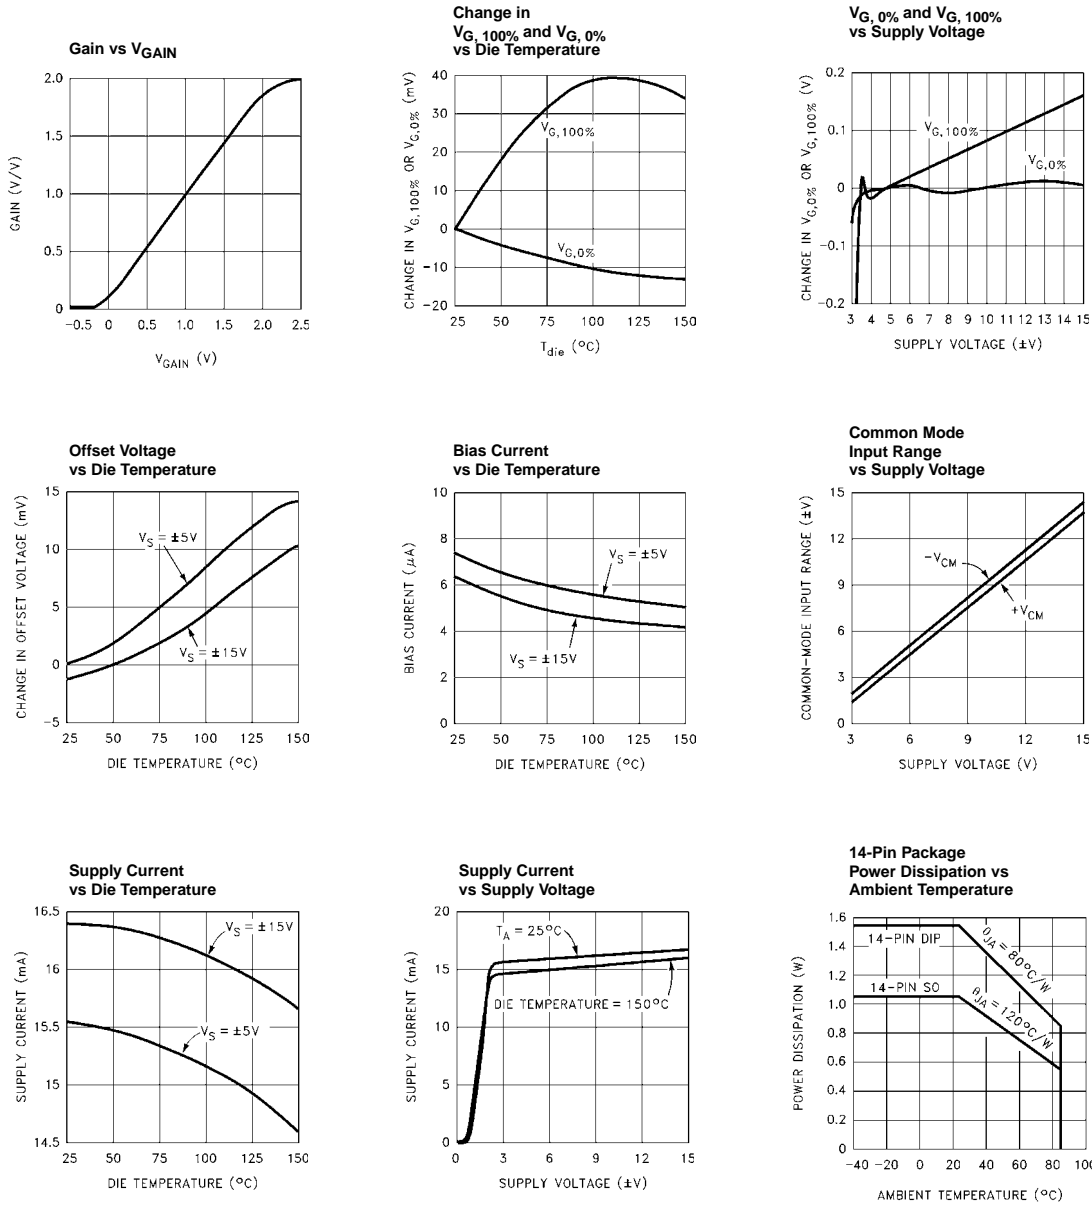 Gain vs VGAIN
GAIN (V/V)
2.0
1.5
1.0
0.5
0
−0.5 0 0.5 1.0 1.5 2.0 2.5
VGAIN (V)
Change in
VG, 100% and VG, 0%
vs Die Temperature
CHANGE IN VG,100% OR VG,0% (mV)
40
30
20
10
0
−10
−20
VG,100%
VG,0%
25 50 75 100 125 150
Tdie (°C)
VG, 0% and VG, 100%
vs Supply Voltage
CHANGE IN VG,0% OR VG,100% (V)
0.2
0.1
0
−0.1
−0.2
VG,100%
VG,0%
3 4 5 6 7 8 9 10 11 12 13 14 15
SUPPLY VOLTAGE (±V)
Offset Voltage
vs Die Temperature
CHANGE IN OFFSET VOLTAGE (mV)
15
10
5
0
−5
VS = ±5V
VS = ±15V
25 50 75 100 125 150
DIE TEMPERATURE (°C)
Bias Current
vs Die Temperature
BIAS CURRENT (μA)
10
8
6
4
2
0
VS = ±5V
VS = ±15V
25 50 75 100 125 150
DIE TEMPERATURE (°C)
Common Mode
Input Range
vs Supply Voltage
COMMON−MODE INPUT RANGE (±V)
15
12
9
6
3
0
−VCM
+VCM
3 6 9 12 15
SUPPLY VOLTAGE (V)
Supply Current
vs Die Temperature
SUPPLY CURRENT (mA)
16.5
16
15.5
15
14.5
VS = ±15V
VS = ±5V
25 50 75 100 125 150
DIE TEMPERATURE (°C)
Supply Current
vs Supply Voltage
SUPPLY CURRENT (mA)
20
15
10
5
0
TA = 25°C
DIE TEMPERATURE = 150°C
0 3 6 9 12 15
SUPPLY VOLTAGE (±V)
14-Pin Package
Power Dissipation vs
Ambient Temperature
POWER DISSIPATION (W)
1.6
1.4
1.2
1.0
0.8
0.6
0.4
0.2
0
14−PIN DIP
θJA = 80°C/W
14−PIN SO
θJA = 120°C/W
−40 −20 0 20 40 60 80 100
AMBIENT TEMPERATURE (°C)